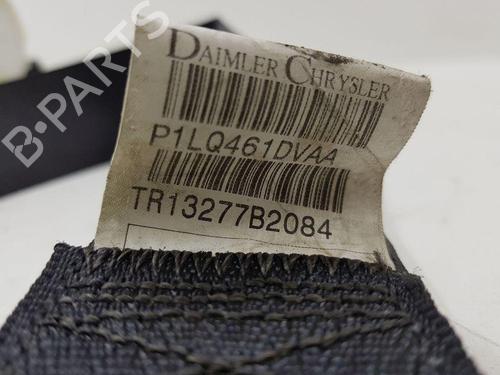 DAIMLER CHRYSLER
P1LQ461DVAA
TR13277B2084
B-PARTS